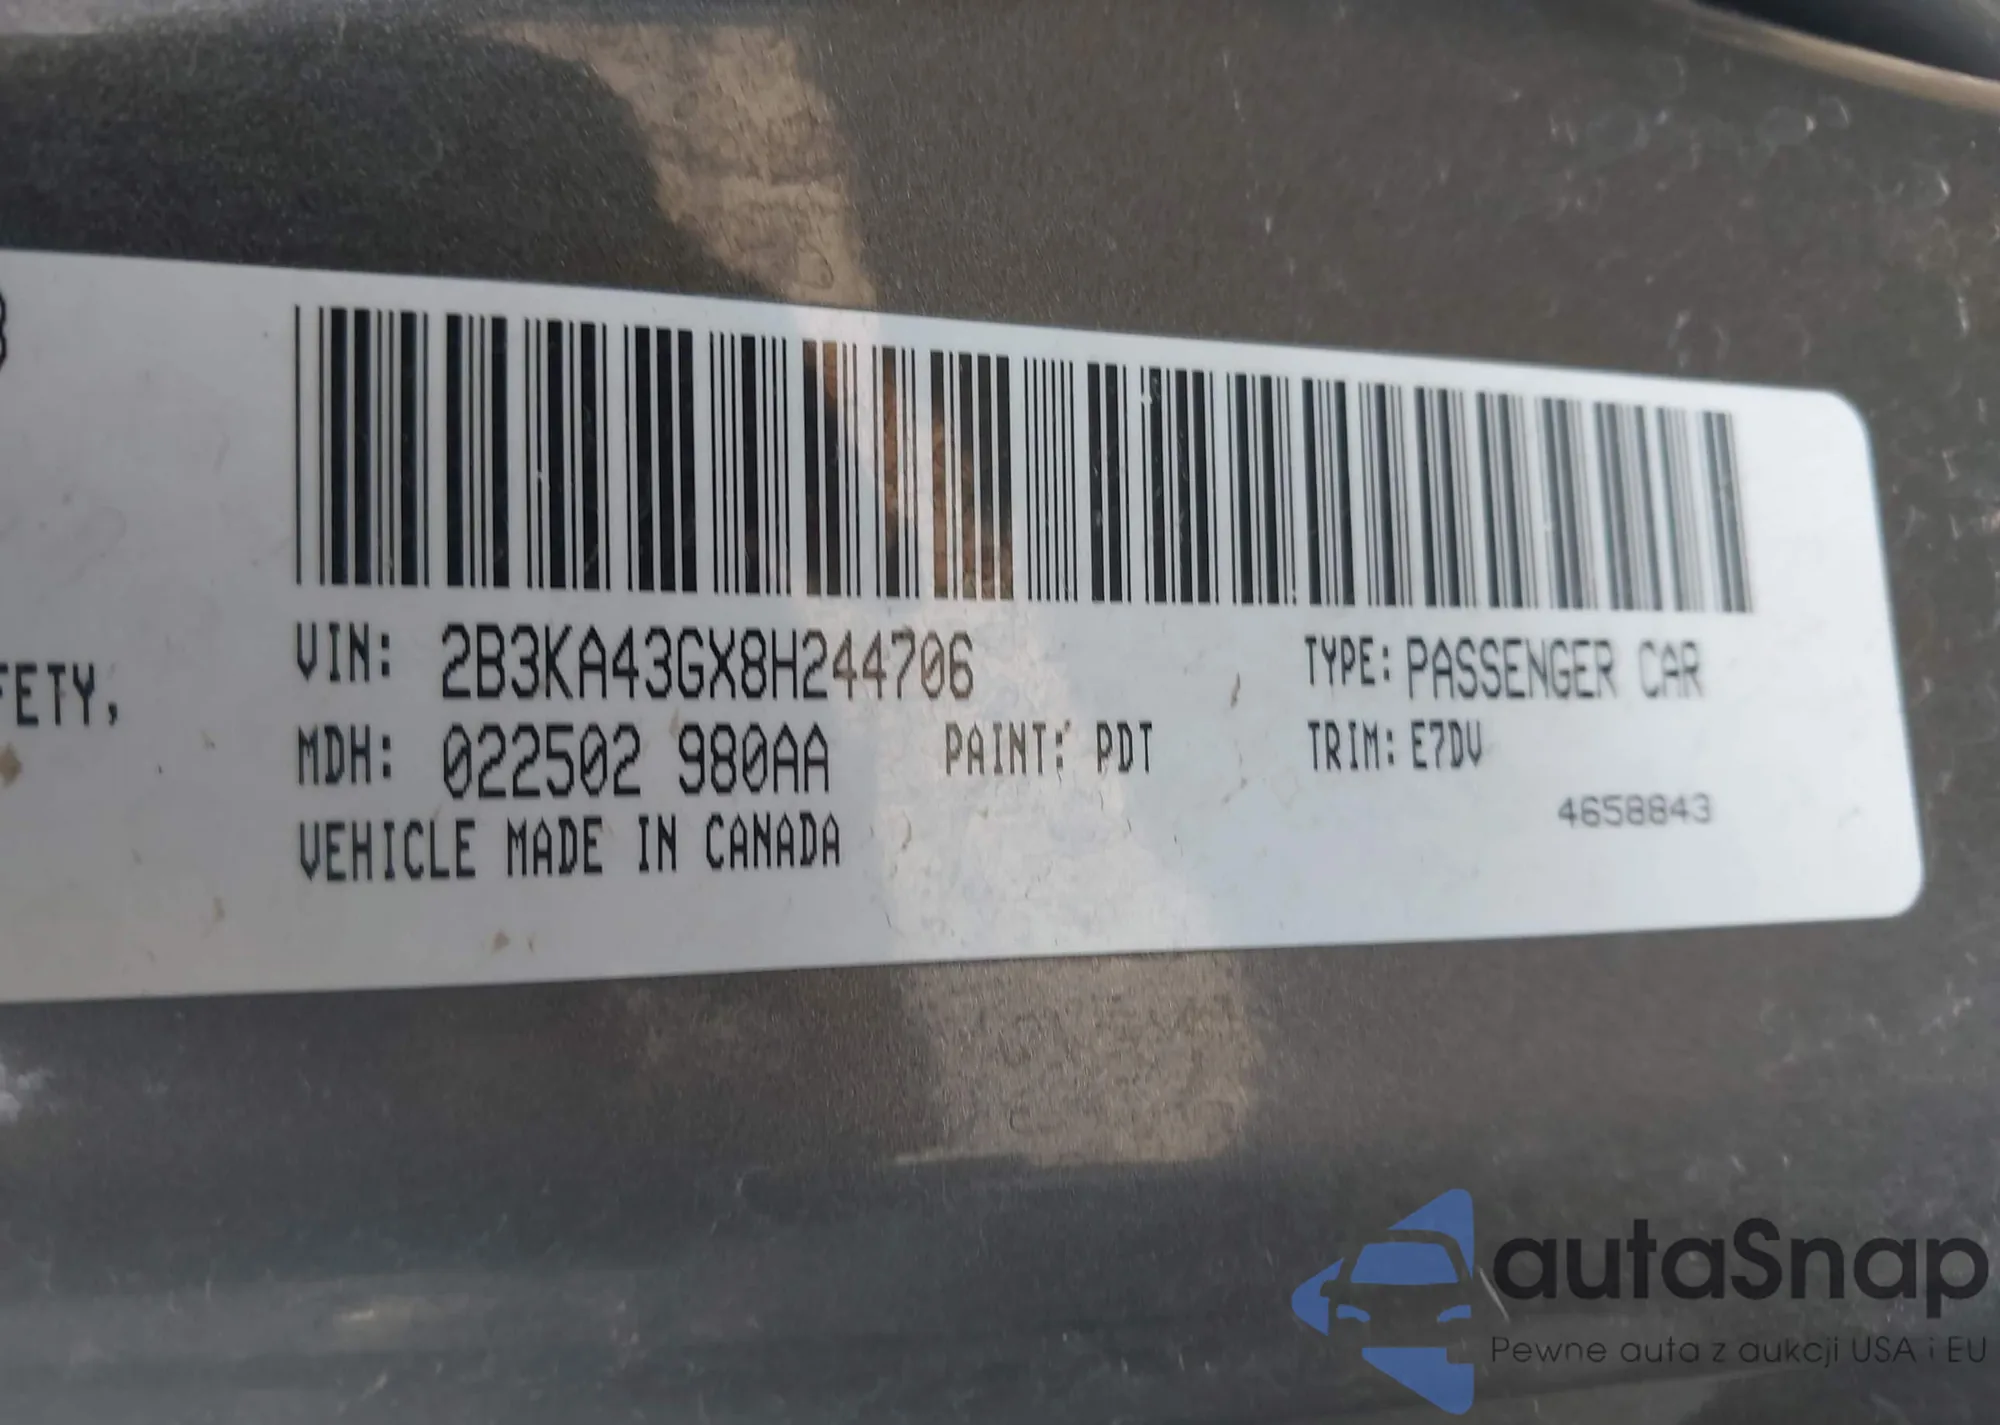 FETY,
VIN: 2B3KA43GX8H244706
TYPE: PASSENGER CAR
MDH: 022502 980AA
PAINT: PDT
TRIM: E7DV
VEHICLE MADE IN CANADA
4658843
autaSnap
Pewne auta z aukcji USA i EU